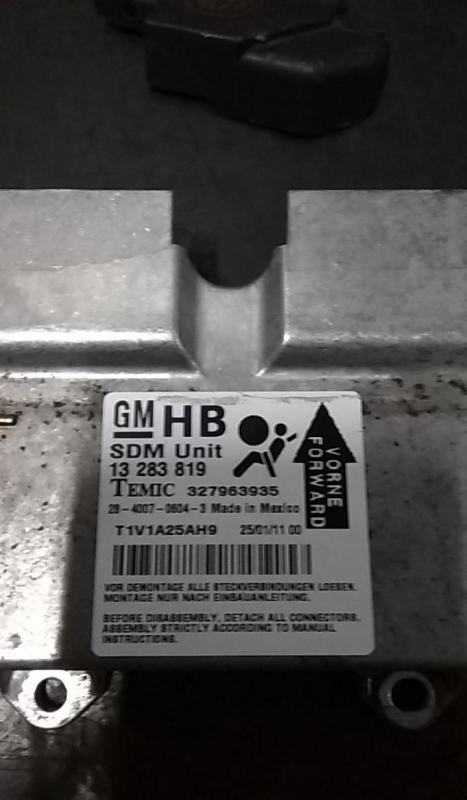 GM HB
SDM Unit
13 283 819
TEMIC 327963935
28-4007-0604-3 Made in Mexico
T1V1A25AH9 25/01/11 00
VORNE
FORWARD
VOR DEMONTAGE ALLE STECKVERBINDUNGEN LOESEN.
MONTAGE NUR NACH EINBAUANLEITUNG.
BEFORE DISASSEMBLY, DETACH ALL CONNECTORS.
ASSEMBLY STRICTLY ACCORDING TO MANUAL
INSTRUCTIONS.